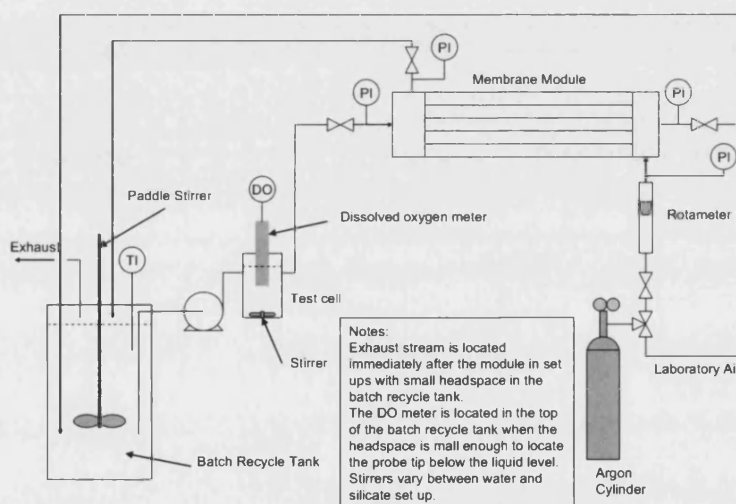 PI
Membrane Module
PI
PI
PI
Paddle Stirrer
DO
Dissolved oxygen meter
Rotameter
Exhaust
TI
Test cell
Stirrer
Notes:
Exhaust stream is located
immediately after the module in set
ups with small headspace in the
batch recycle tank.
The DO meter is located in the top
of the batch recycle tank when the
headspace is mall enough to locate
the probe tip below the liquid level.
Stirrers vary between water and
silicate set up.
Laboratory Ai
Batch Recycle Tank
Argon
Cylinder